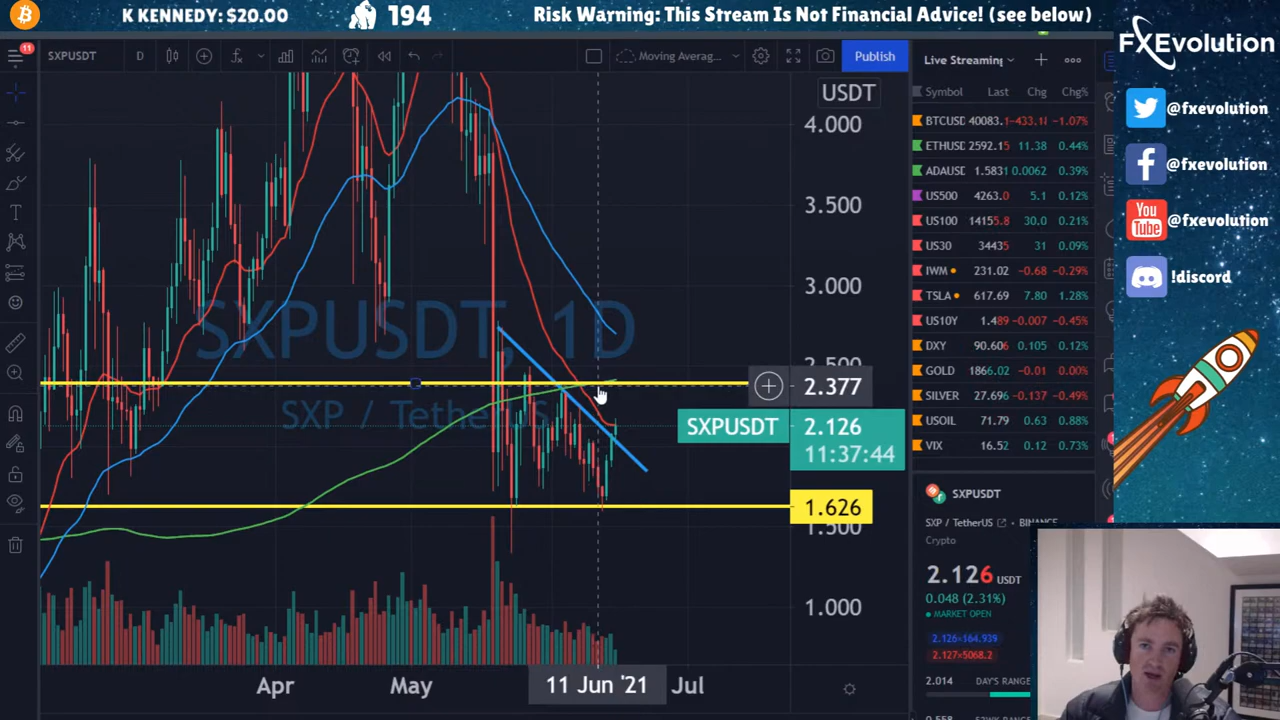 K KENNEDY: $20.00
194
Risk Warning: This Stream Is Not Financial Advice! (see below)
FXEvolution
@fxevolution
@fxevolution
You
Tube
@fxevolution
!discord
11
SXPUSDT
D
Moving Averag...
Publish
SXPUSDT, 1D
SXP / TetherUS
USDT
4.000
3.500
3.000
2.500
2.377
SXPUSDT
2.126
11:37:44
1.626
1.500
1.000
Apr
May
11 Jun '21
Jul
Live Streaming
Symbol Last Chg Chg%
BTCUSD 40083.1 -433.18 -1.07%
ETHUSD 2592.15 11.38 0.44%
ADAUSD 1.5831 0.0062 0.39%
US500 4263.0 5.1 0.12%
US100 14155.8 30.0 0.21%
US30 34435 31 0.09%
IWM 231.02 -0.68 -0.29%
TSLA 617.69 7.80 1.28%
US10Y 1.489 -0.007 -0.45%
DXY 90.606 0.105 0.12%
GOLD 1866.02 -0.01 0.00%
SILVER 27.696 -0.137 -0.49%
USOIL 71.79 0.63 0.88%
VIX 16.52 0.12 0.73%
SXPUSDT
SXP / TetherUS • BINANCE
Crypto
2.126 USDT
0.048 (2.31%)
MARKET OPEN
2.126×164.939
2.127×5068.2
2.014 DAY'S RANGE